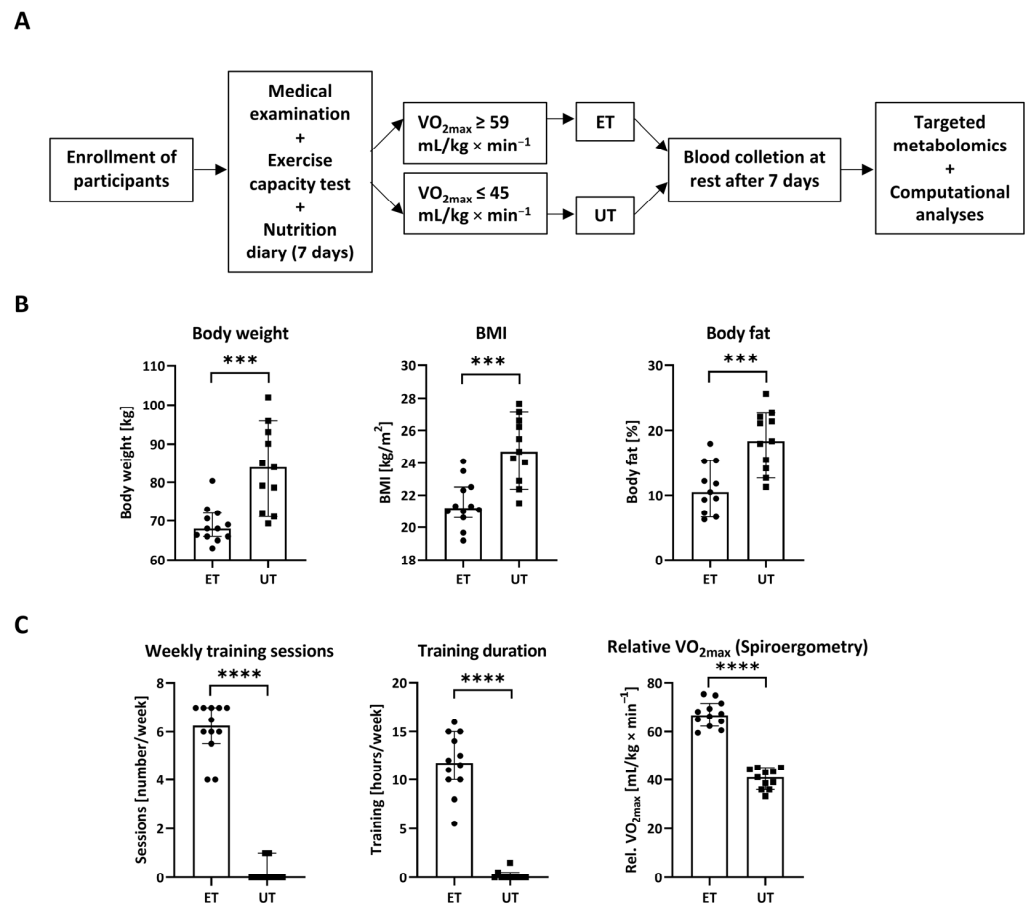 A
Enrollment of
participants
Medical
examination
+
Exercise
capacity test
+
Nutrition
diary (7 days)
VO2max ≥ 59
mL/kg × min−1
ET
VO2max ≤ 45
mL/kg × min−1
UT
Blood colletion at
rest after 7 days
Targeted
metabolomics
+
Computational
analyses
B
Body weight
***
Body weight [kg]
110
100
90
80
70
60
ET UT
BMI
***
BMI [kg/m2]
30
28
26
24
22
20
18
ET UT
Body fat
***
Body fat [%]
30
20
10
0
ET UT
C
Weekly training sessions
****
Sessions [number/week]
8
6
4
2
0
ET UT
Training duration
****
Training [hours/week]
20
15
10
5
0
ET UT
Relative VO2max (Spiroergometry)
****
Rel. VO2max [mL/kg × min−1]
80
60
40
20
0
ET UT